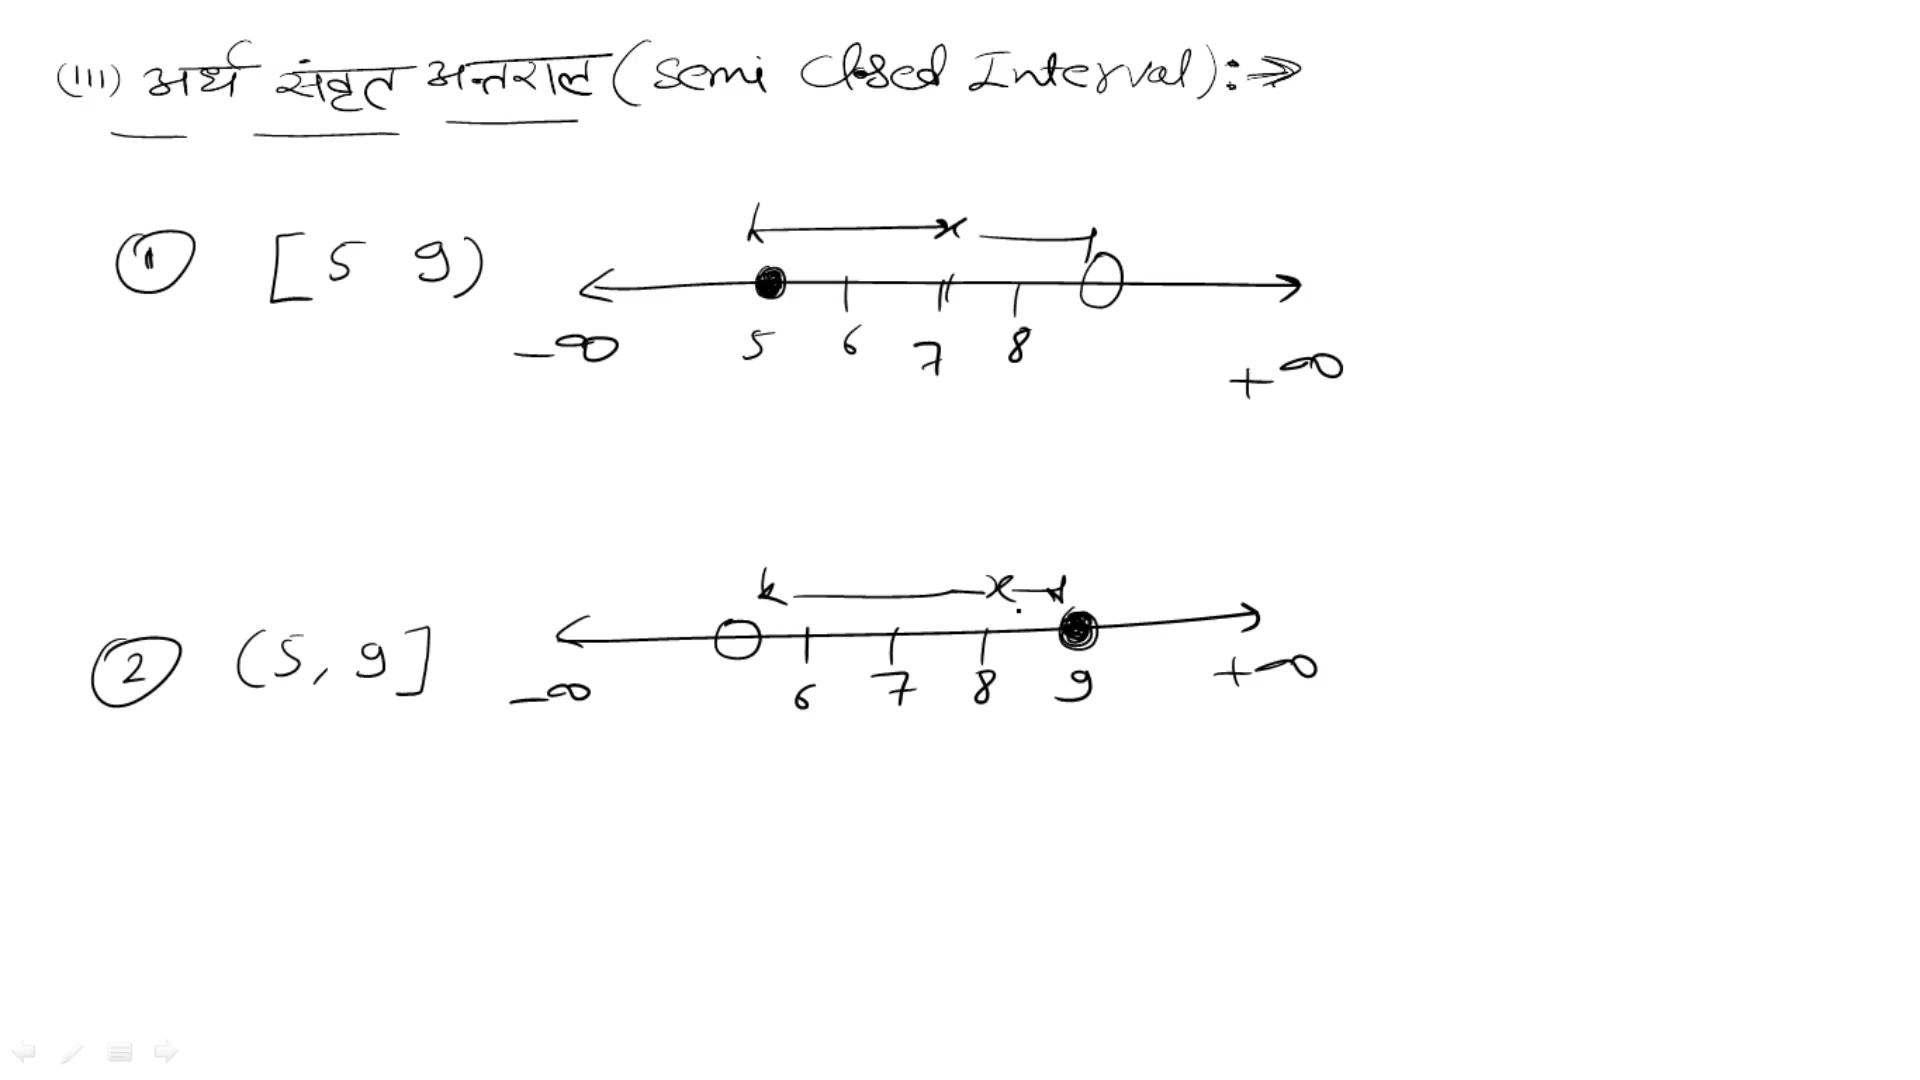 (111) अर्ध संवृत अन्तराल (semi closed Interval):⇒
① [5 9)
x
5 6 7 8
-∞ +∞
② (5, 9]
x
6 7 8 9
-∞ +∞